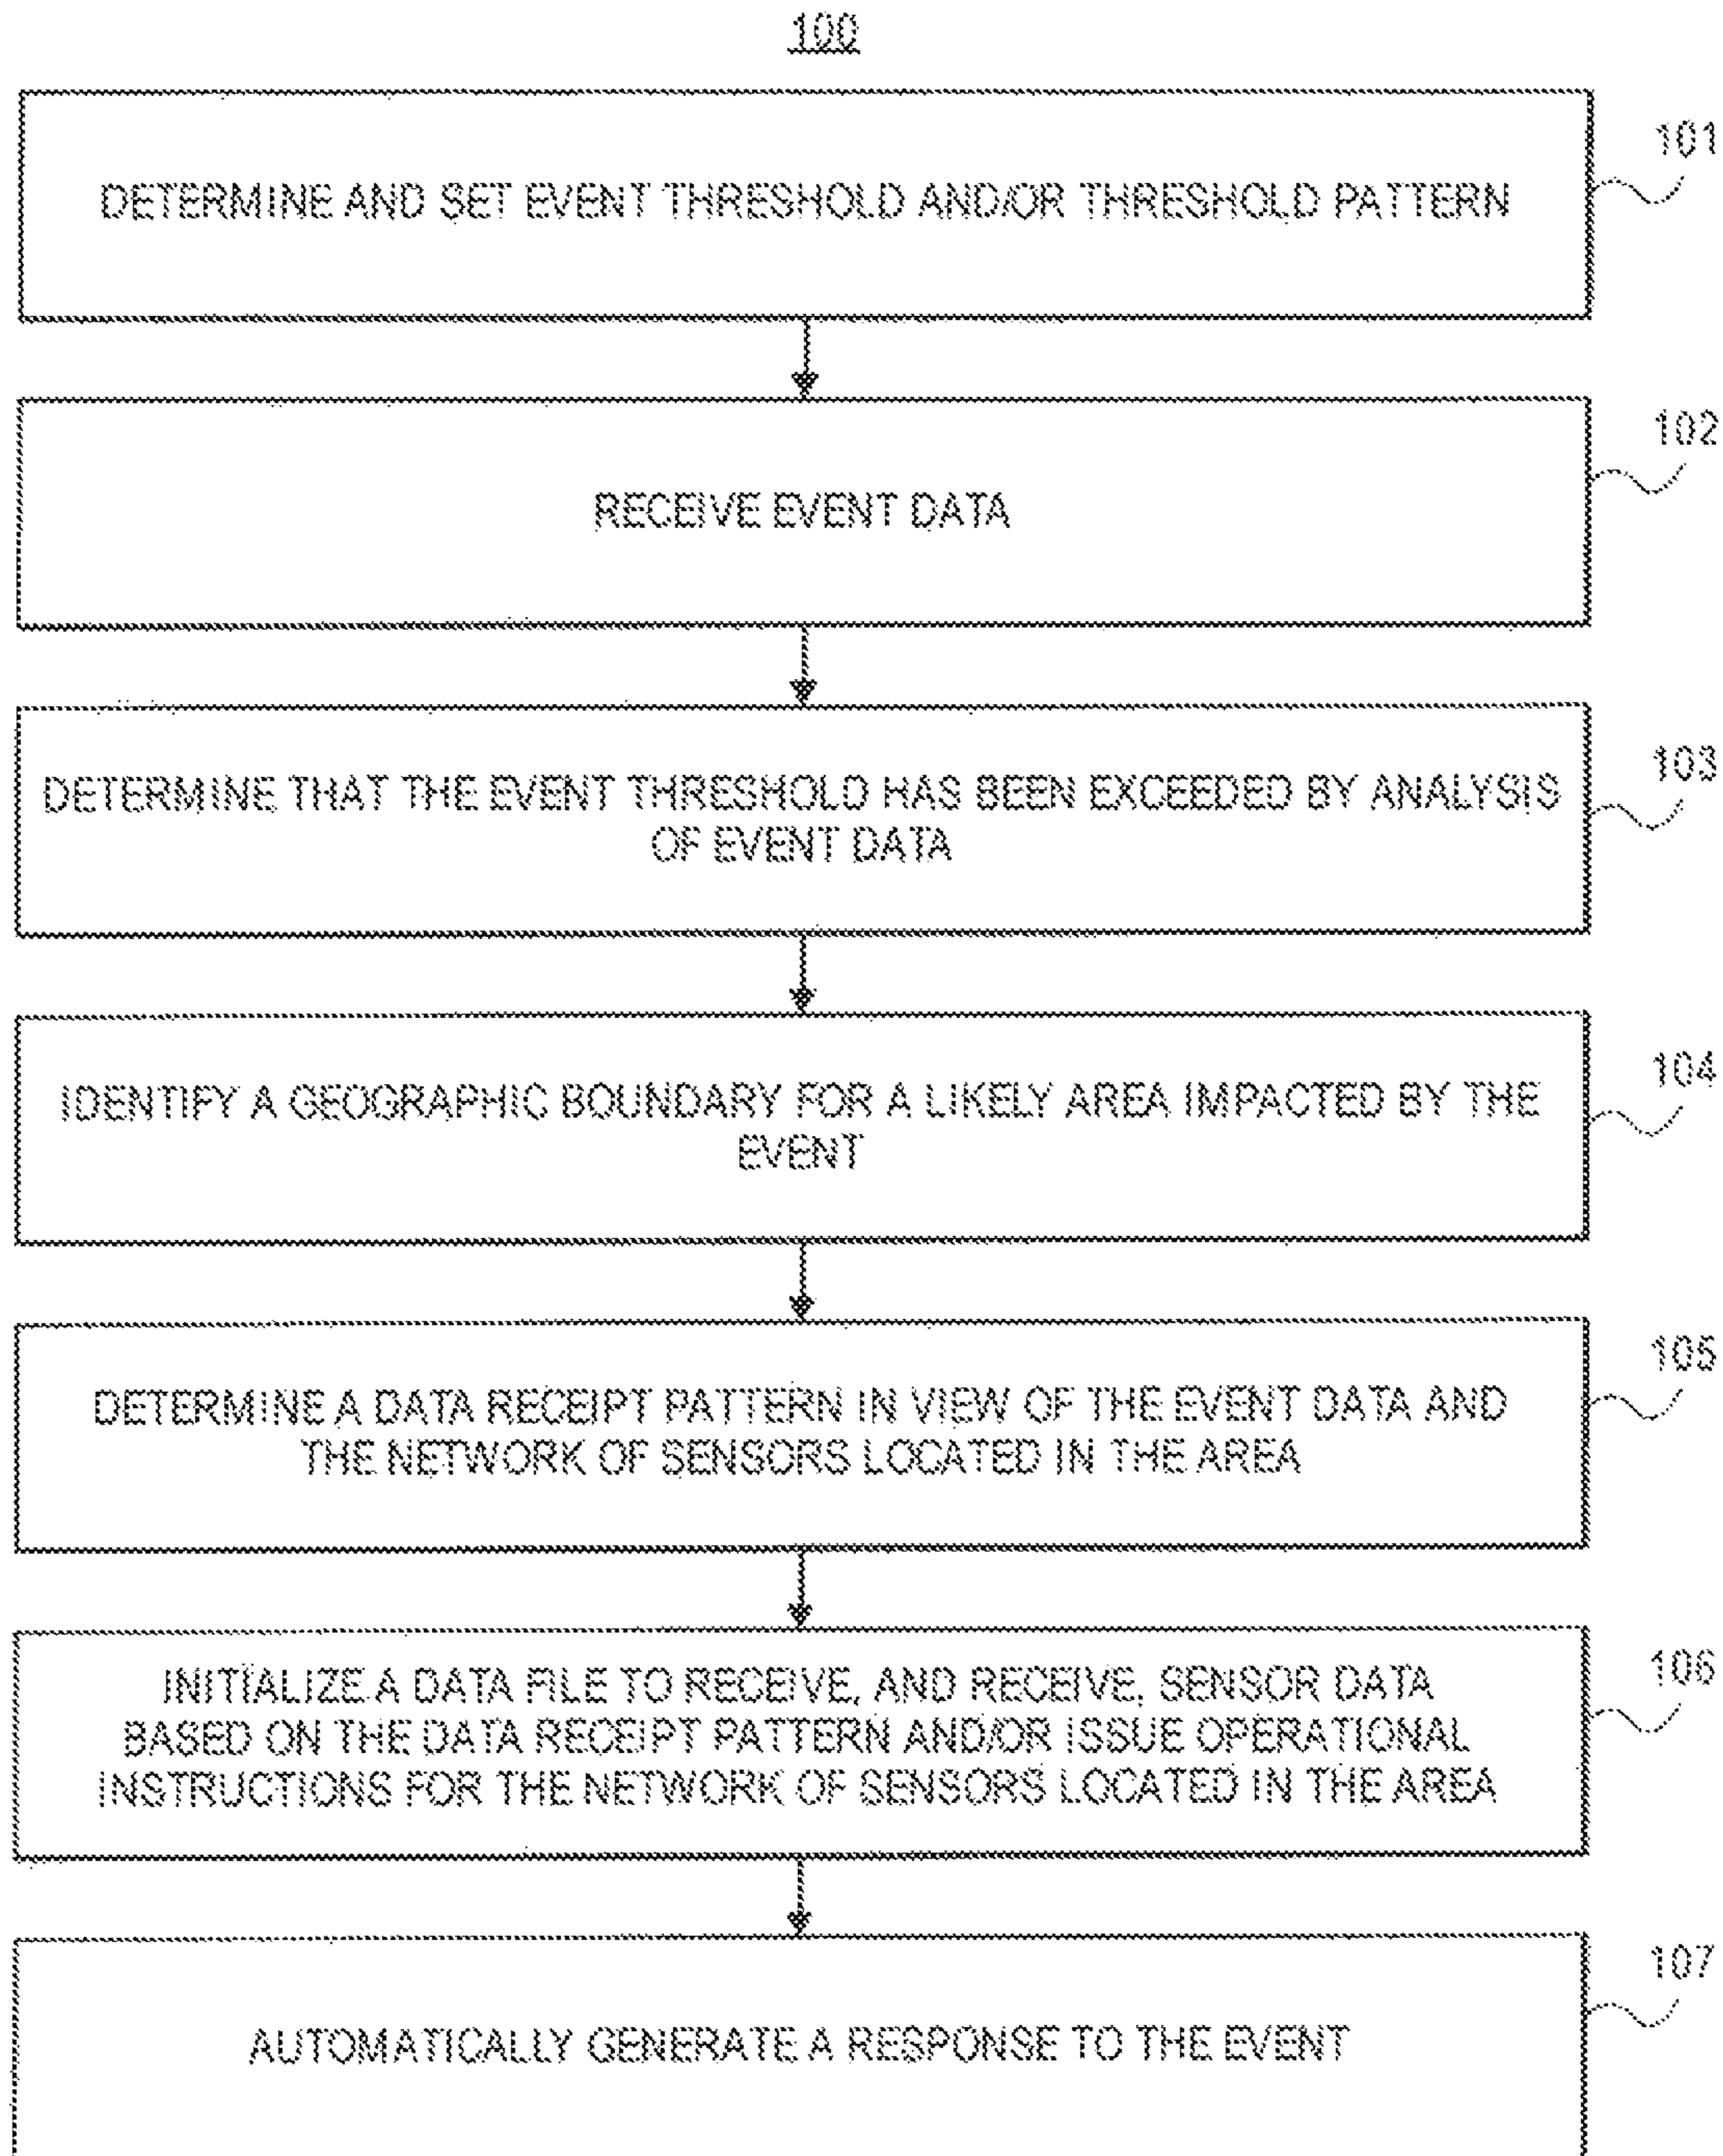 100
DETERMINE AND SET EVENT THRESHOLD AND/OR THRESHOLD PATTERN
101
RECEIVE EVENT DATA
102
DETERMINE THAT THE EVENT THRESHOLD HAS BEEN EXCEEDED BY ANALYSIS
OF EVENT DATA
103
IDENTIFY A GEOGRAPHIC BOUNDARY FOR A LIKELY AREA IMPACTED BY THE
EVENT
104
DETERMINE A DATA RECEIPT PATTERN IN VIEW OF THE EVENT DATA AND
THE NETWORK OF SENSORS LOCATED IN THE AREA
105
INITIALIZE A DATA FILE TO RECEIVE, AND RECEIVE, SENSOR DATA
BASED ON THE DATA RECEIPT PATTERN AND/OR ISSUE OPERATIONAL
INSTRUCTIONS FOR THE NETWORK OF SENSORS LOCATED IN THE AREA
106
AUTOMATICALLY GENERATE A RESPONSE TO THE EVENT
107